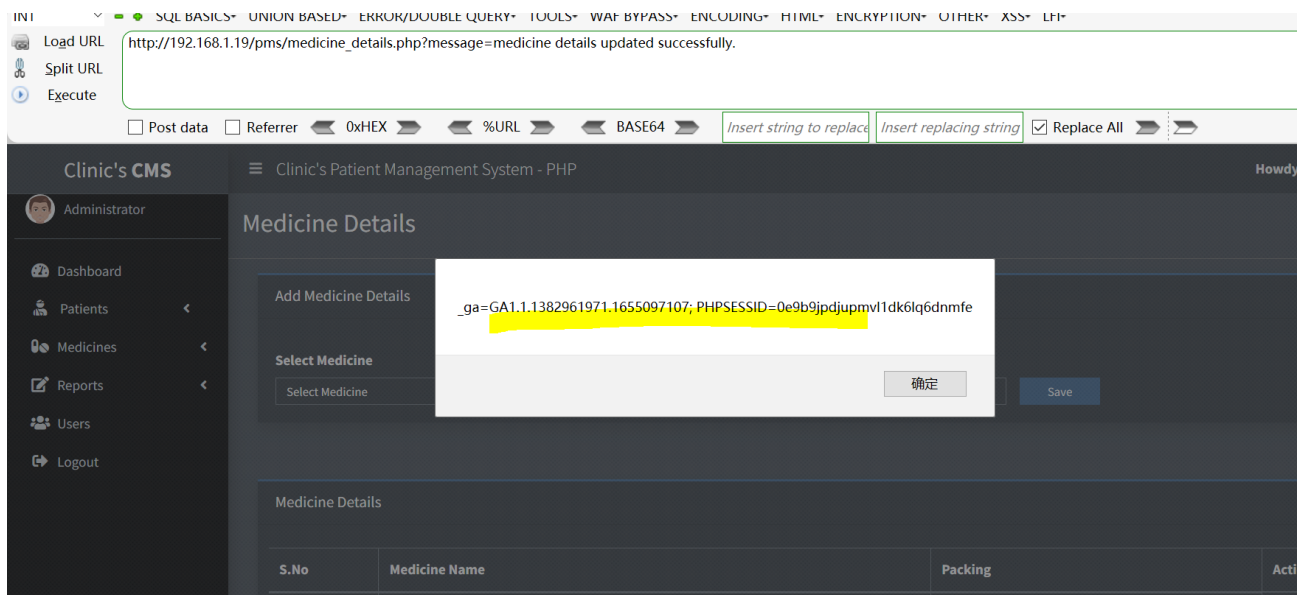 INT SQL BASICS▾ UNION BASED▾ ERROR/DOUBLE QUERY▾ TOOLS▾ WAF BYPASS▾ ENCODING▾ HTML▾ ENCRYPTION▾ OTHER▾ XSS▾ LFI▾
Load URL http://192.168.1.19/pms/medicine_details.php?message=medicine details updated successfully.
Split URL
Execute
Post data Referrer 0xHEX %URL BASE64 Insert string to replace Insert replacing string Replace All
Clinic's CMS Clinic's Patient Management System - PHP Howdy
Administrator
Medicine Details
Dashboard
Add Medicine Details
_ga=GA1.1.1382961971.1655097107; PHPSESSID=0e9b9jpdjupmvl1dk6lq6dnmfe
Patients
Medicines
Select Medicine
Reports
Select Medicine
确定
Save
Users
Logout
Medicine Details
S.No Medicine Name Packing Acti